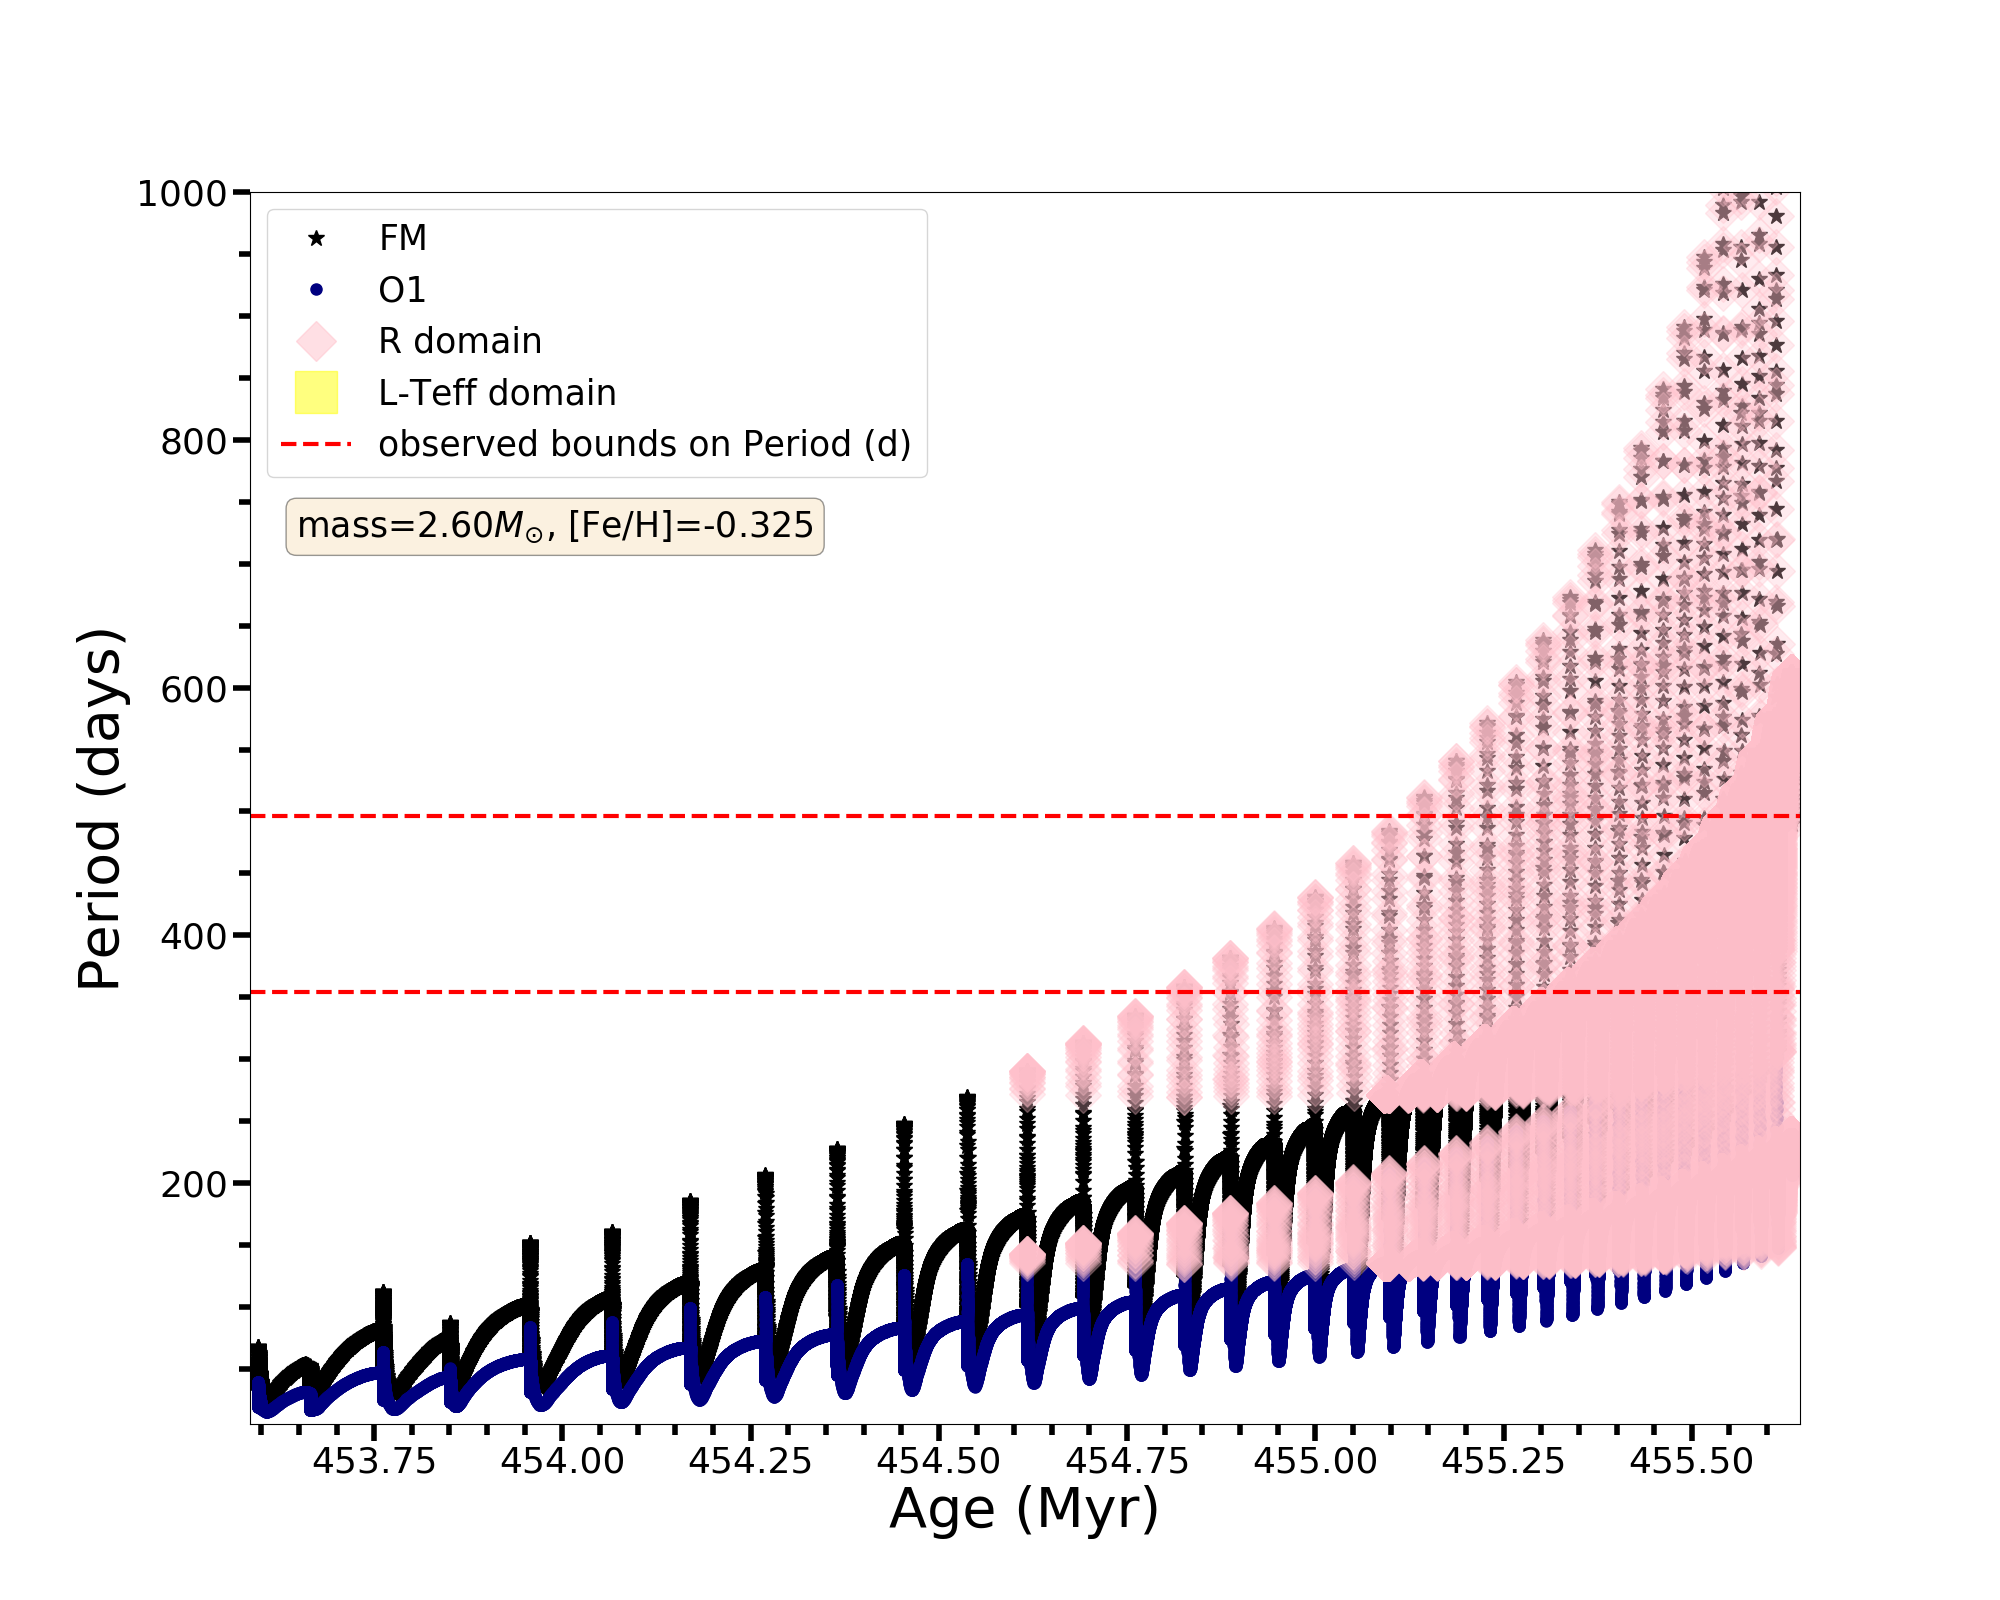 1000
800
600
400
200
Period (days)
FM
O1
R domain
L-Teff domain
observed bounds on Period (d)
mass=2.60M☉, [Fe/H]=-0.325
453.75 454.00 454.25 454.50 454.75 455.00 455.25 455.50
Age (Myr)